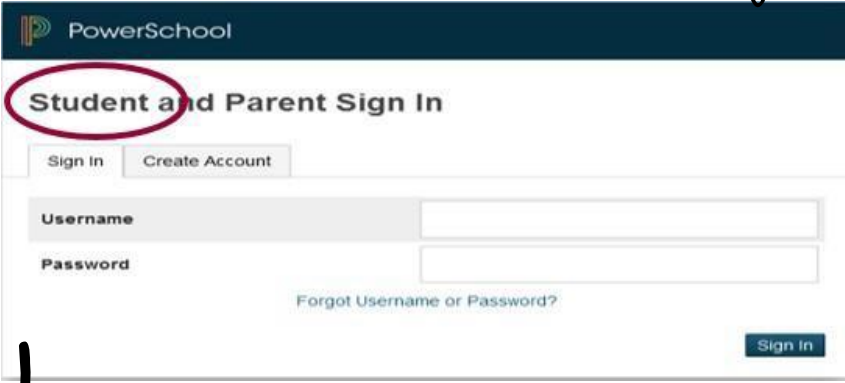 PowerSchool
Student and Parent Sign In
Sign In Create Account
Username
Password
Forgot Username or Password?
Sign In